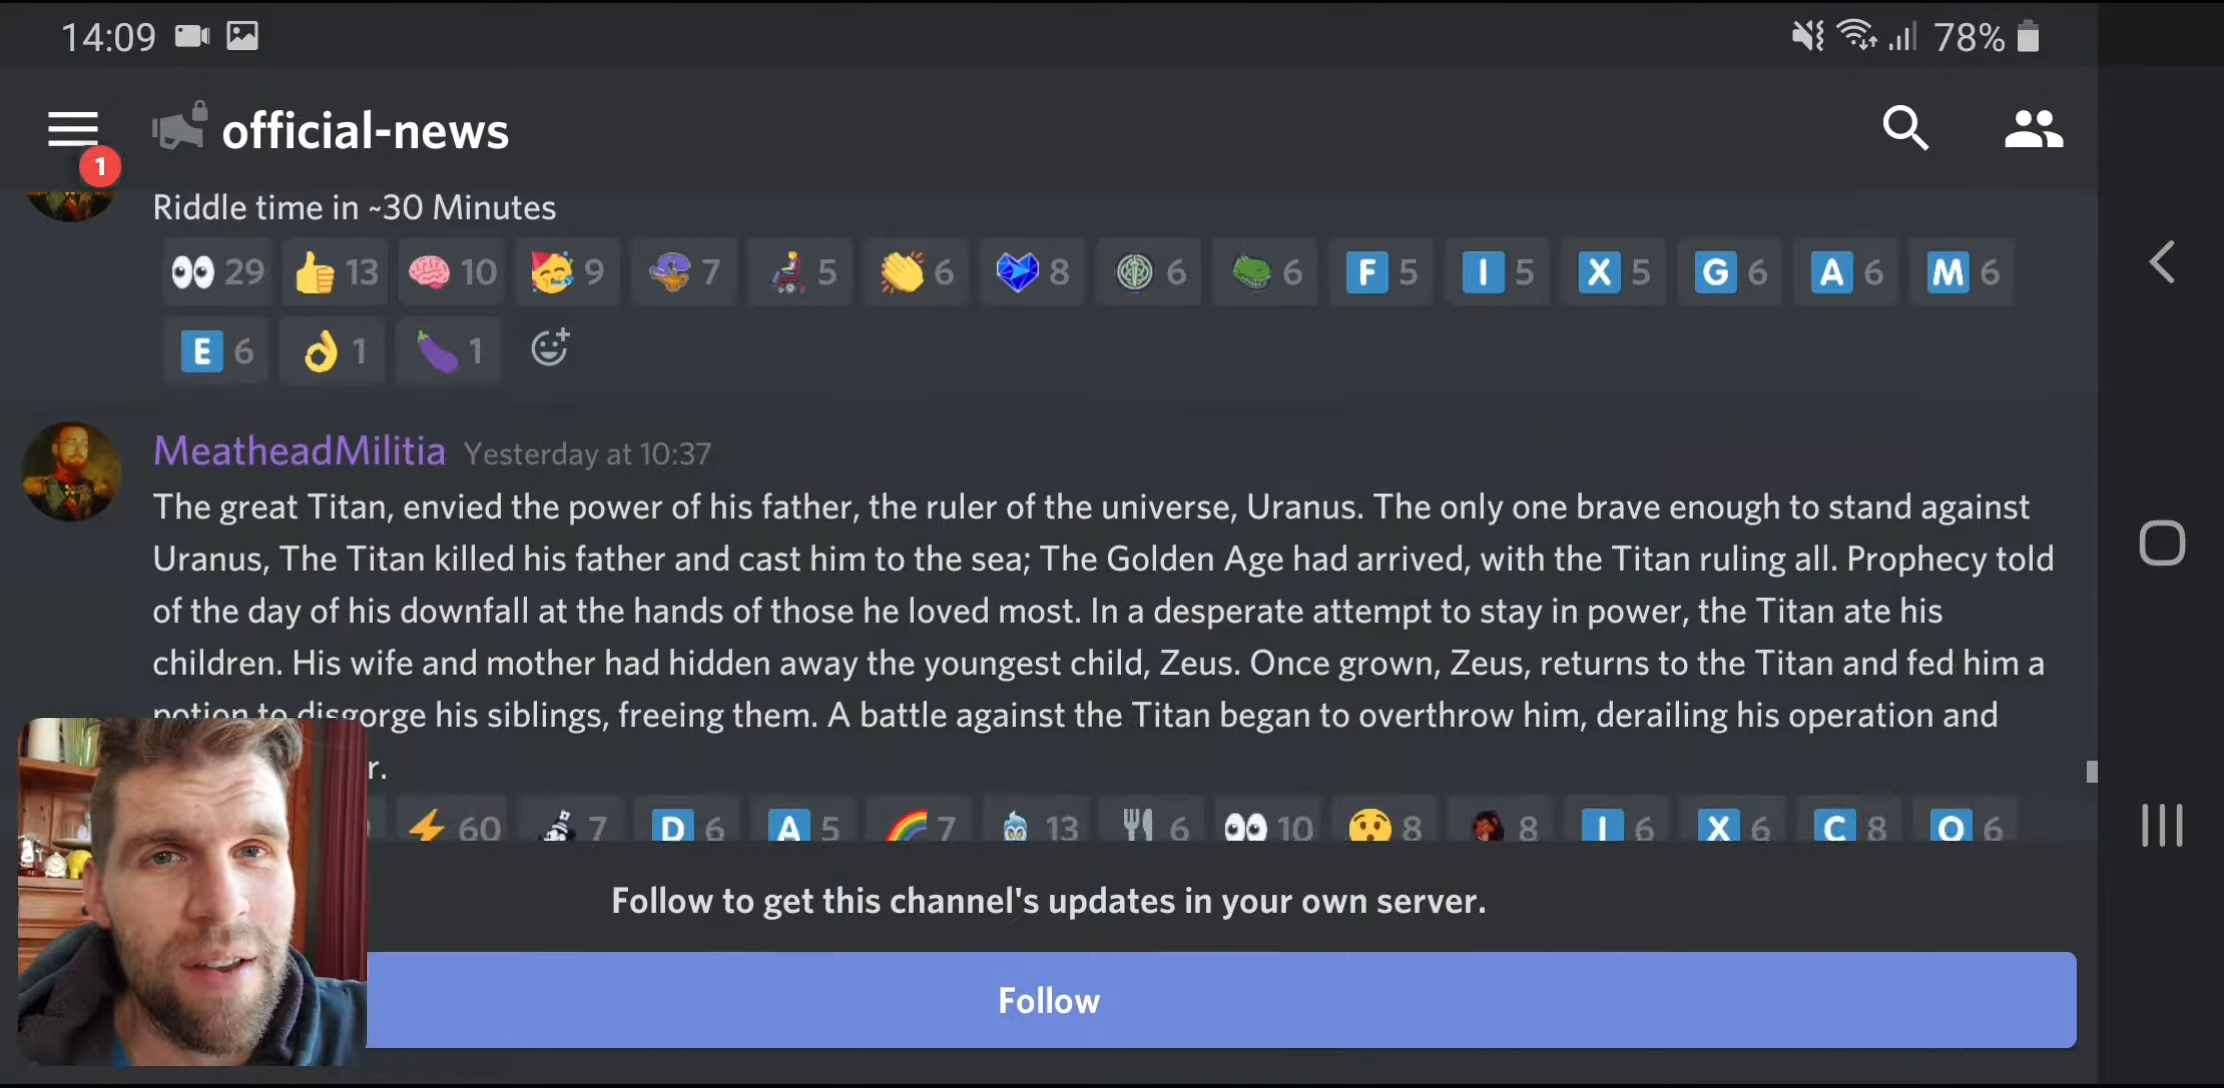 14:09 78%
1 official-news
Riddle time in ~30 Minutes
29 13 10 9 7 5 6 8 6 6 F 5 I 5 X 5 G 6 A 6 M 6
E 6 1 1
MeatheadMilitia Yesterday at 10:37
The great Titan, envied the power of his father, the ruler of the universe, Uranus. The only one brave enough to stand against
Uranus, The Titan killed his father and cast him to the sea; The Golden Age had arrived, with the Titan ruling all. Prophecy told
of the day of his downfall at the hands of those he loved most. In a desperate attempt to stay in power, the Titan ate his
children. His wife and mother had hidden away the youngest child, Zeus. Once grown, Zeus, returns to the Titan and fed him a
potion to disgorge his siblings, freeing them. A battle against the Titan began to overthrow him, derailing his operation and
r.
60 7 D 6 A 5 7 13 6 10 8 8 I 6 X 6 C 8 O 6
Follow to get this channel's updates in your own server.
Follow